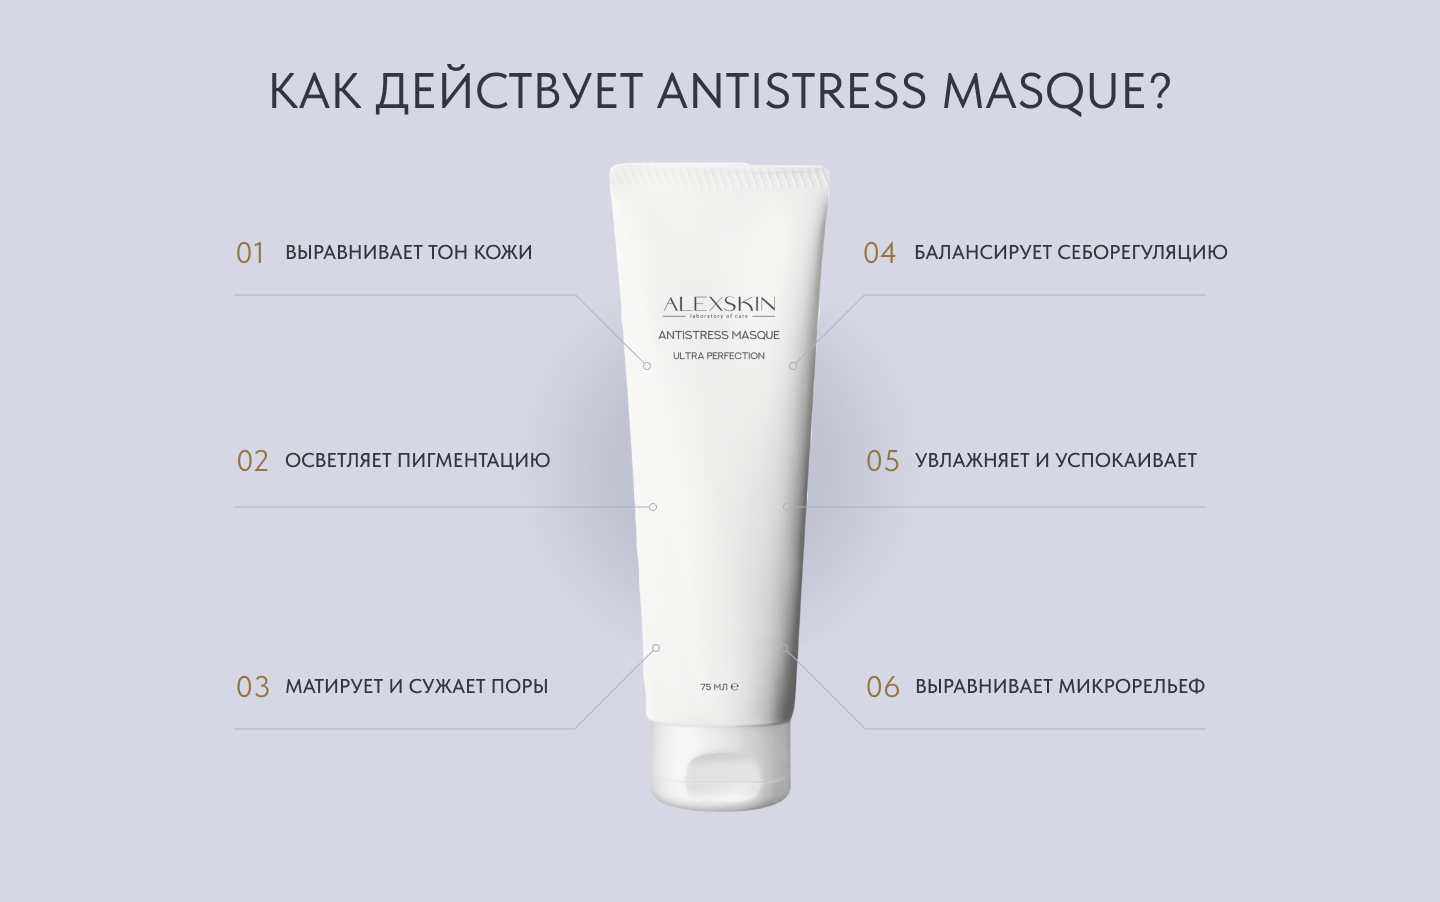 КАК ДЕЙСТВУЕТ ANTISTRESS MASQUE?
01 ВЫРАВНИВАЕТ ТОН КОЖИ
02 ОСВЕТЛЯЕТ ПИГМЕНТАЦИЮ
03 МАТИРУЕТ И СУЖАЕТ ПОРЫ
ALEXSKIN
laboratory of care
ANTISTRESS MASQUE
ULTRA PERFECTION
75 МЛ ℮
04 БАЛАНСИРУЕТ СЕБОРЕГУЛЯЦИЮ
05 УВЛАЖНЯЕТ И УСПОКАИВАЕТ
06 ВЫРАВНИВАЕТ МИКРОРЕЛЬЕФ